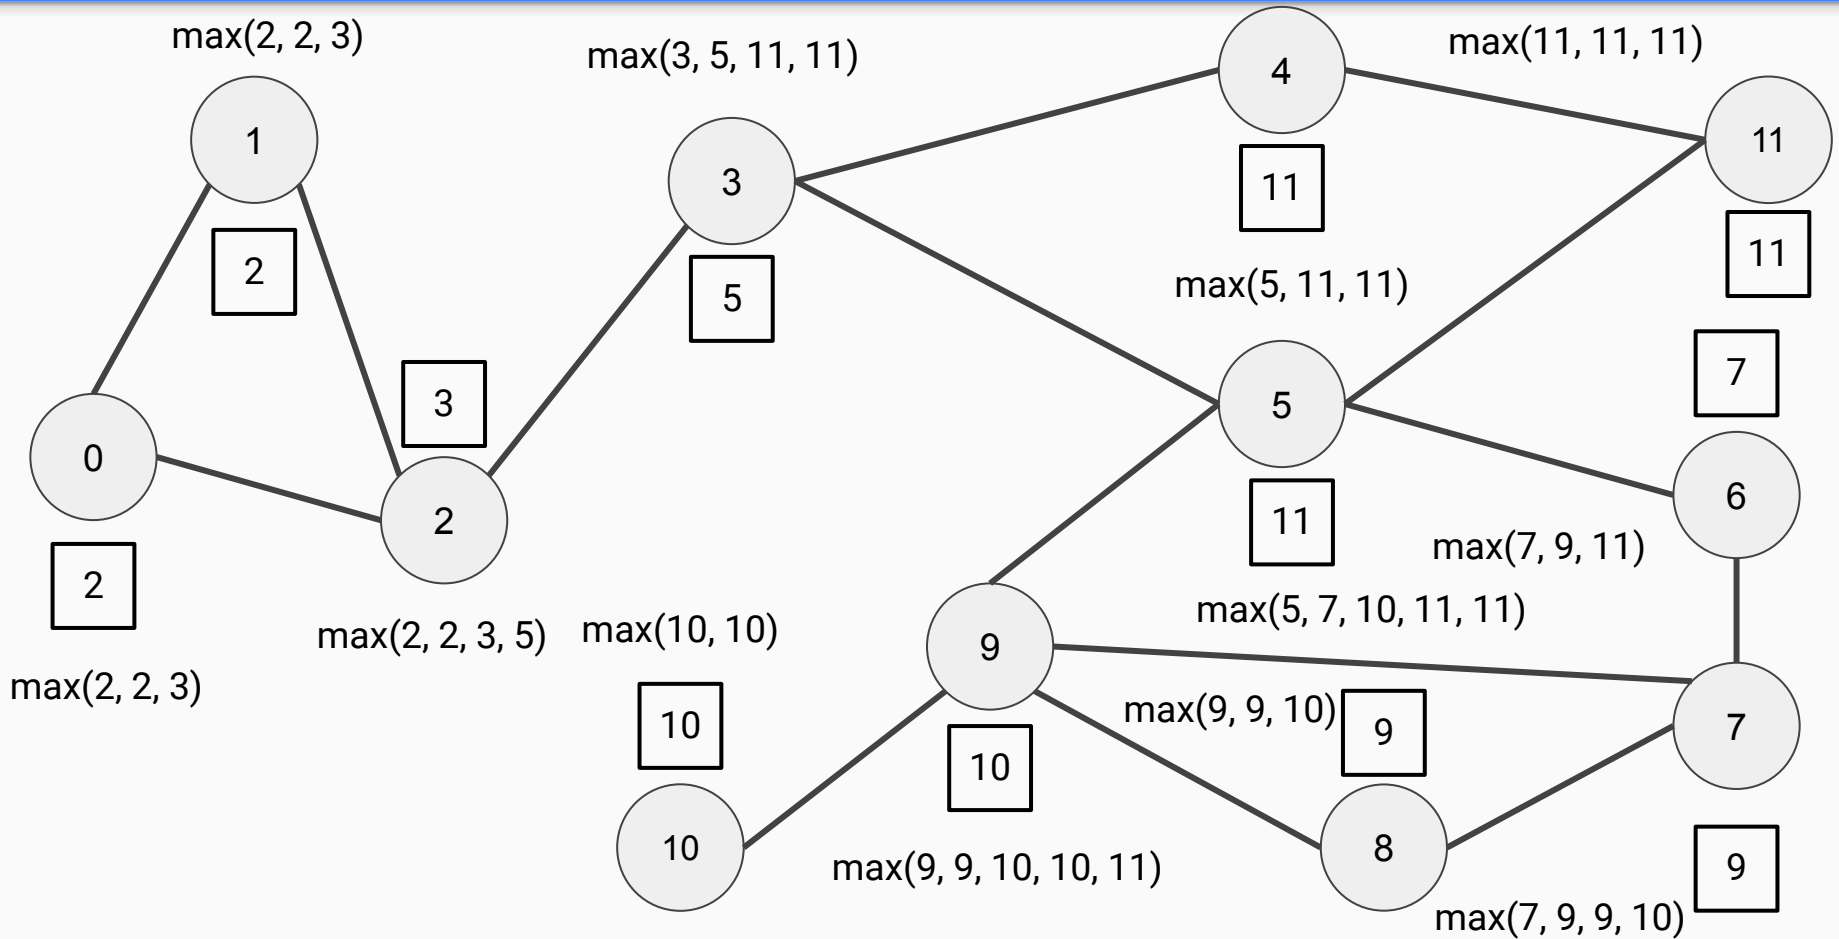 max(2, 2, 3)
max(3, 5, 11, 11)
4
max(11, 11, 11)
1
3
11
11
2
5
11
max(5, 11, 11)
7
3
5
0
6
2
11
2
max(7, 9, 11)
max(2, 2, 3, 5)
max(10, 10)
9
max(5, 7, 10, 11, 11)
max(2, 2, 3)
10
max(9, 9, 10)
9
7
10
10
8
max(9, 9, 10, 10, 11)
9
max(7, 9, 9, 10)